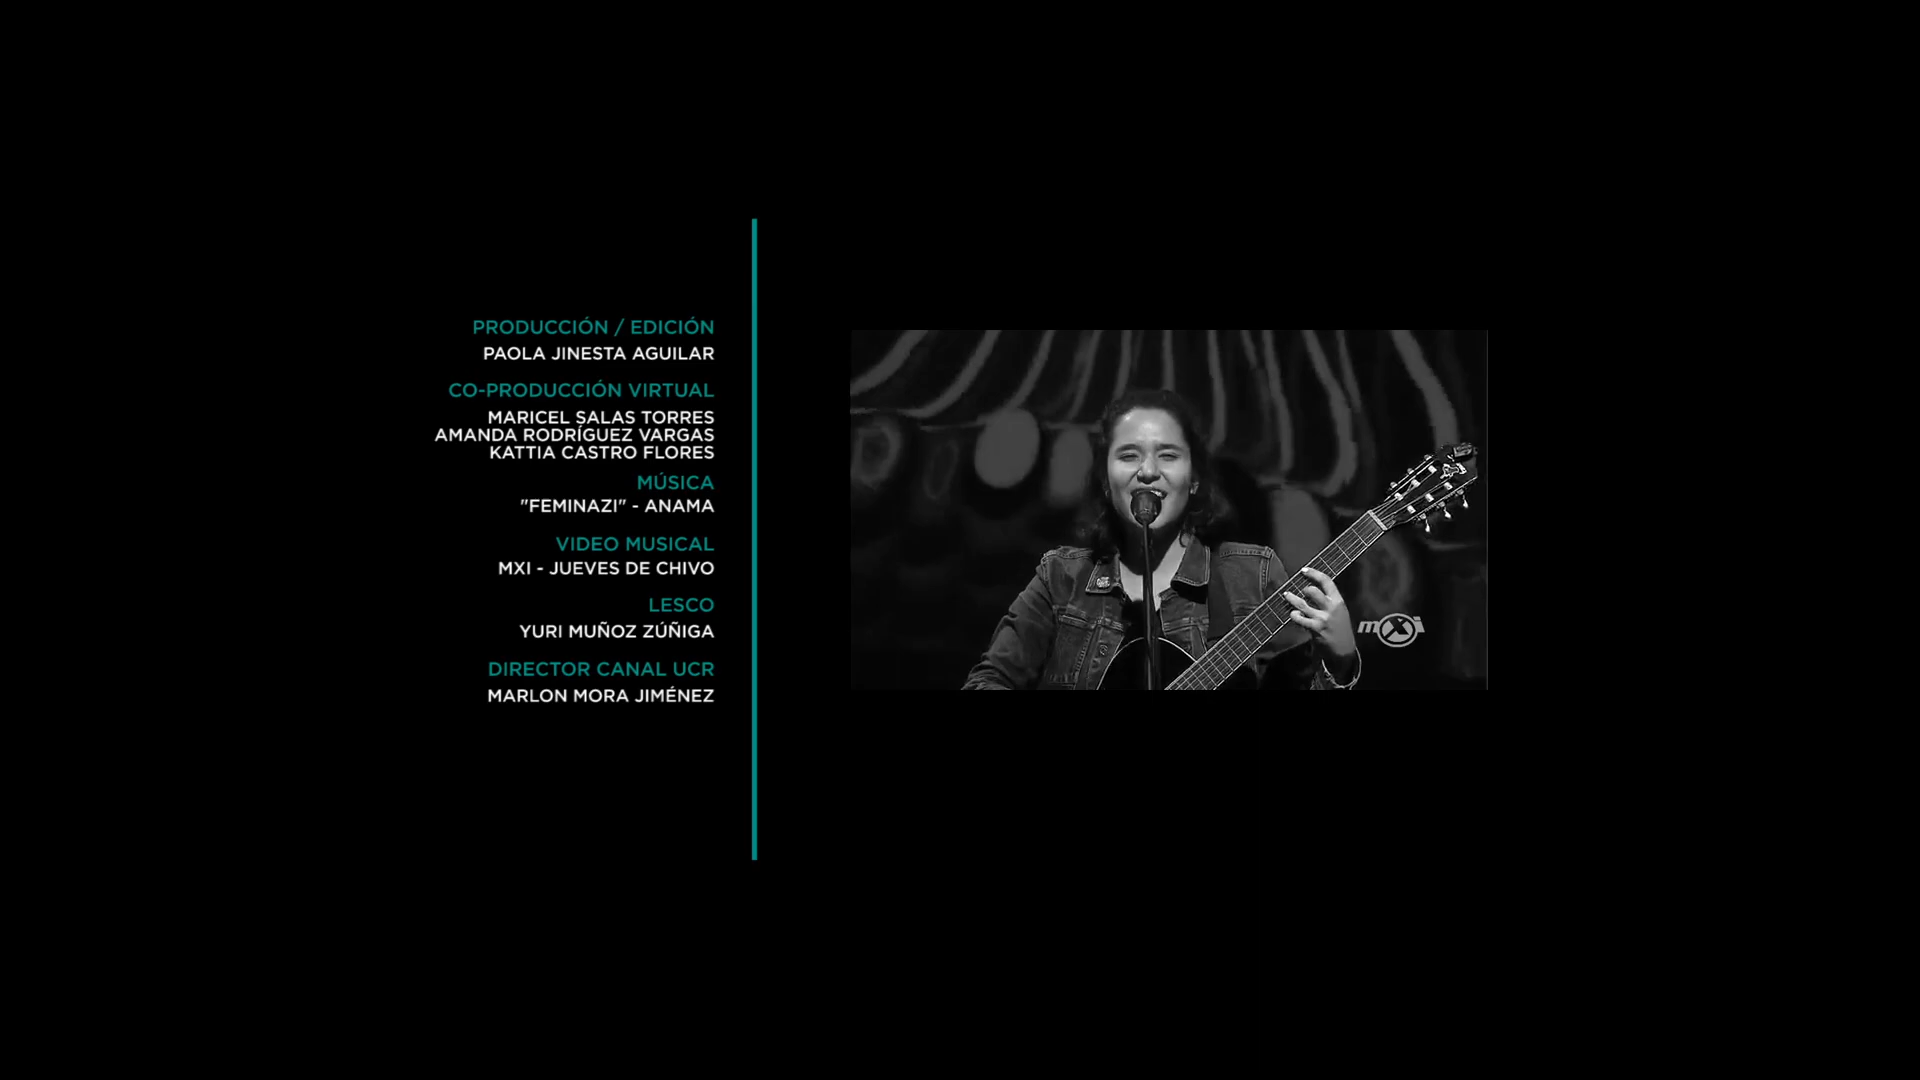 PRODUCCIÓN / EDICIÓN
PAOLA JINESTA AGUILAR
CO-PRODUCCIÓN VIRTUAL
MARICEL SALAS TORRES
AMANDA RODRÍGUEZ VARGAS
KATTIA CASTRO FLORES
MÚSICA
"FEMINAZI" - ANAMA
VIDEO MUSICAL
MXI - JUEVES DE CHIVO
LESCO
YURI MUÑOZ ZÚÑIGA
DIRECTOR CANAL UCR
MARLON MORA JIMÉNEZ
mxi